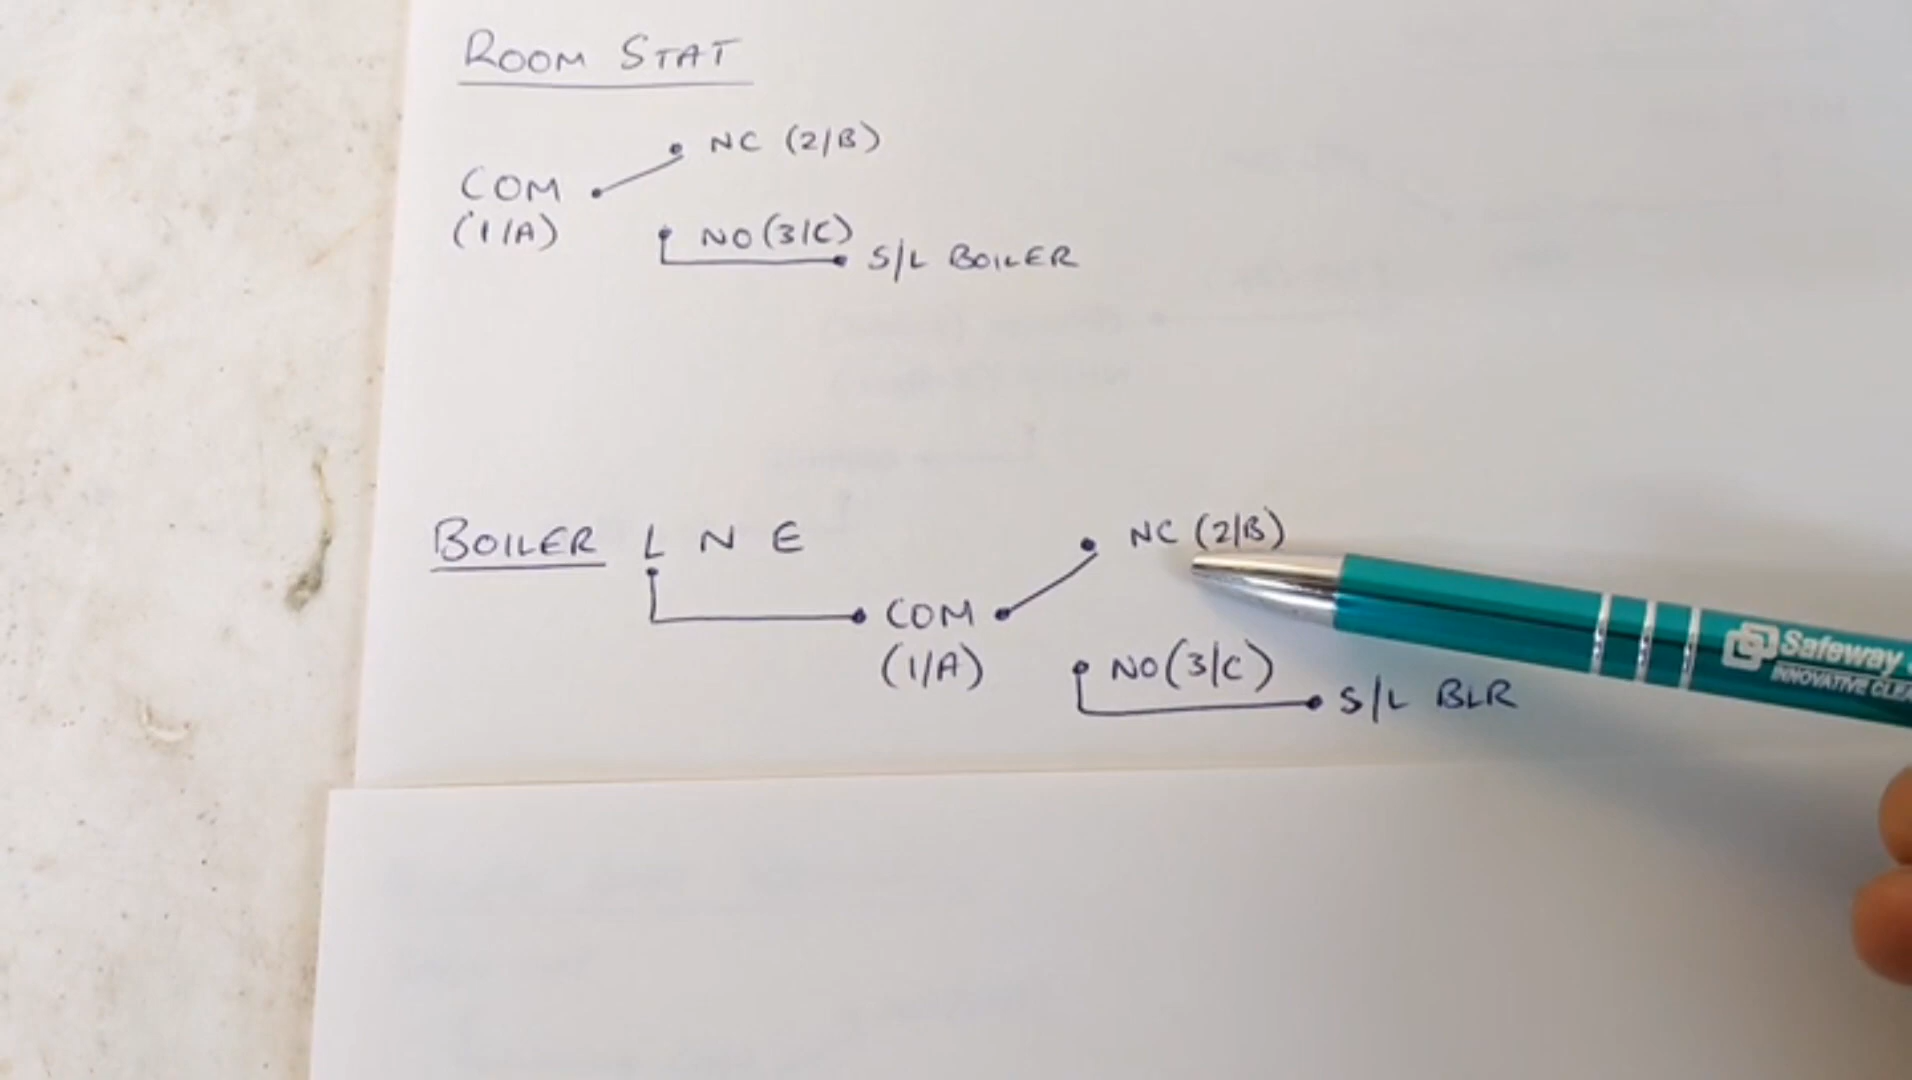 ROOM STAT
NC (2/B)
COM
(1/A)
NO (3/C)
S/L BOILER
BOILER L N E
NC (2/B)
COM
(1/A)
NO (3/C)
S/L BLR
Safeway
INNOVATIVE CLEA